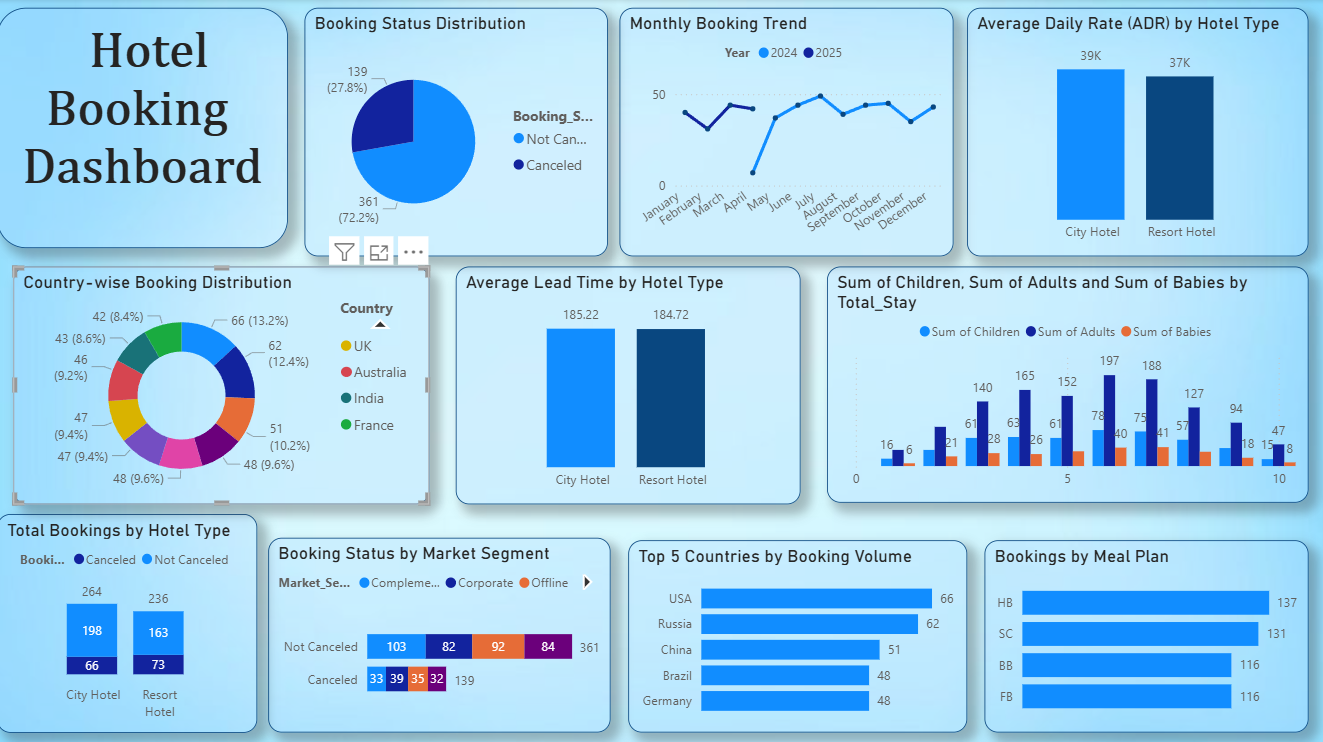 Hotel
Booking
Dashboard
Booking Status Distribution
139
(27.8%)
361
(72.2%)
Booking_S...
Not Can...
Canceled
Monthly Booking Trend
Year 2024 2025
50
0
January February March April May June July August September October November December
Average Daily Rate (ADR) by Hotel Type
39K 37K
City Hotel Resort Hotel
Country-wise Booking Distribution
42 (8.4%)
66 (13.2%)
43 (8.6%)
62
(12.4%)
46
(9.2%)
47
(9.4%)
51
(10.2%)
47 (9.4%)
48 (9.6%)
48 (9.6%)
Country
UK
Australia
India
France
Average Lead Time by Hotel Type
185.22 184.72
City Hotel Resort Hotel
Sum of Children, Sum of Adults and Sum of Babies by
Total_Stay
Sum of Children Sum of Adults Sum of Babies
16 6 21 61 140 28 63 165 26 61 152 78 197 40 75 188 41 57 127 94 18 15 47 8
0 5 10
Total Bookings by Hotel Type
Booki... Canceled Not Canceled
264 236
198 163
66 73
City Hotel Resort
Hotel
Booking Status by Market Segment
Market_Se... Compleme... Corporate Offline
Not Canceled 103 82 92 84 361
Canceled 33 39 35 32 139
Top 5 Countries by Booking Volume
USA 66
Russia 62
China 51
Brazil 48
Germany 48
Bookings by Meal Plan
HB 137
SC 131
BB 116
FB 116